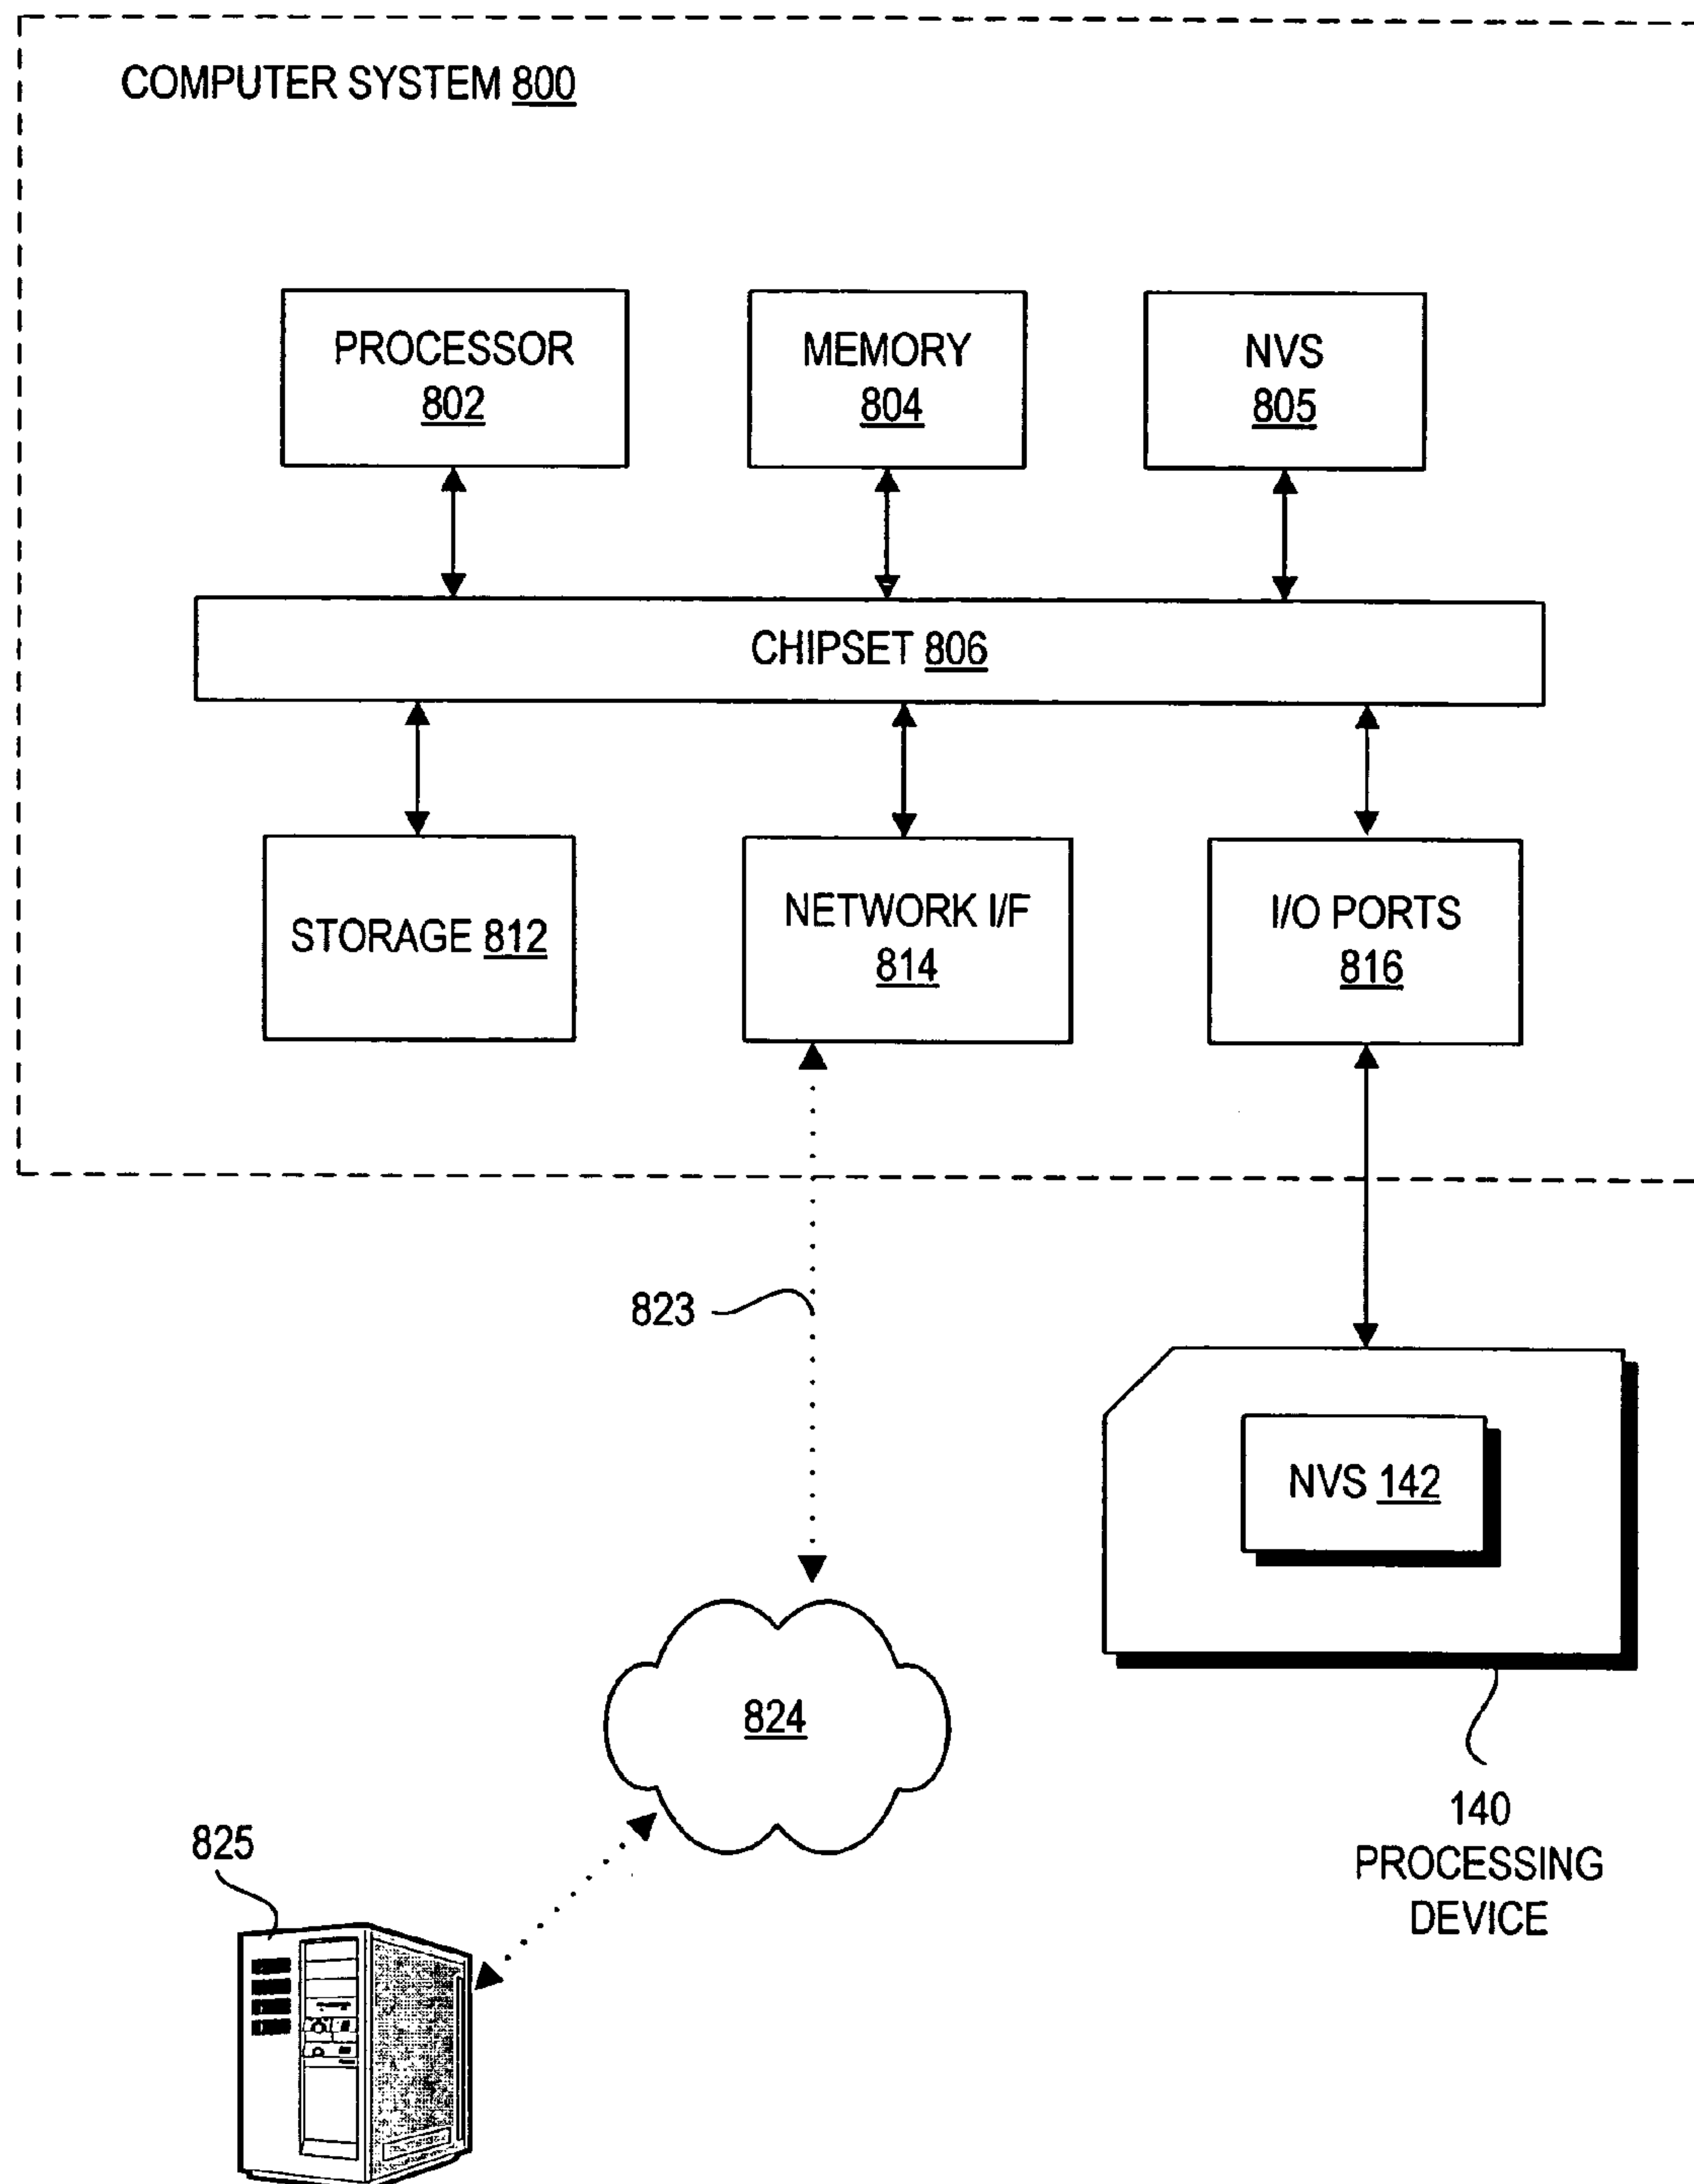 COMPUTER SYSTEM 800
PROCESSOR
802
MEMORY
804
NVS
805
CHIPSET 806
STORAGE 812
NETWORK I/F
814
I/O PORTS
816
823
NVS 142
824
140
PROCESSING
DEVICE
825